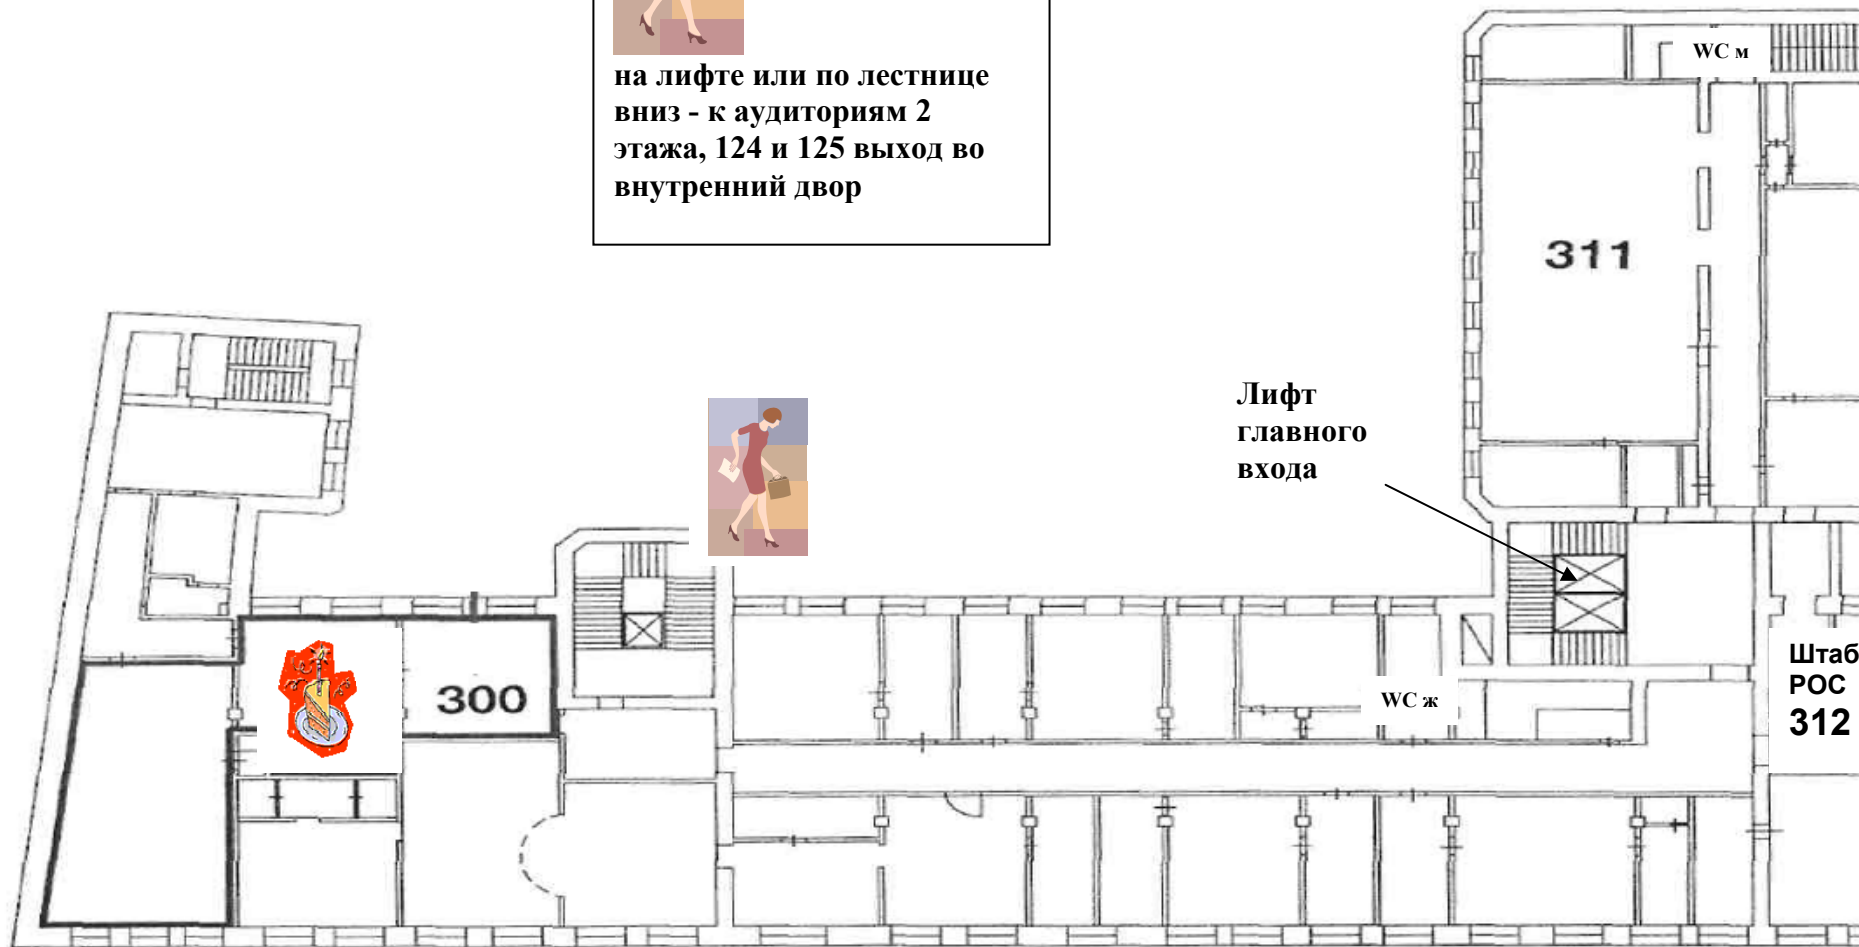 на лифте или по лестнице
вниз - к аудиториям 2
этажа, 124 и 125 выход во
внутренний двор
WC м
311
Лифт
главного
входа
300
WC ж
Штаб
РОС
312